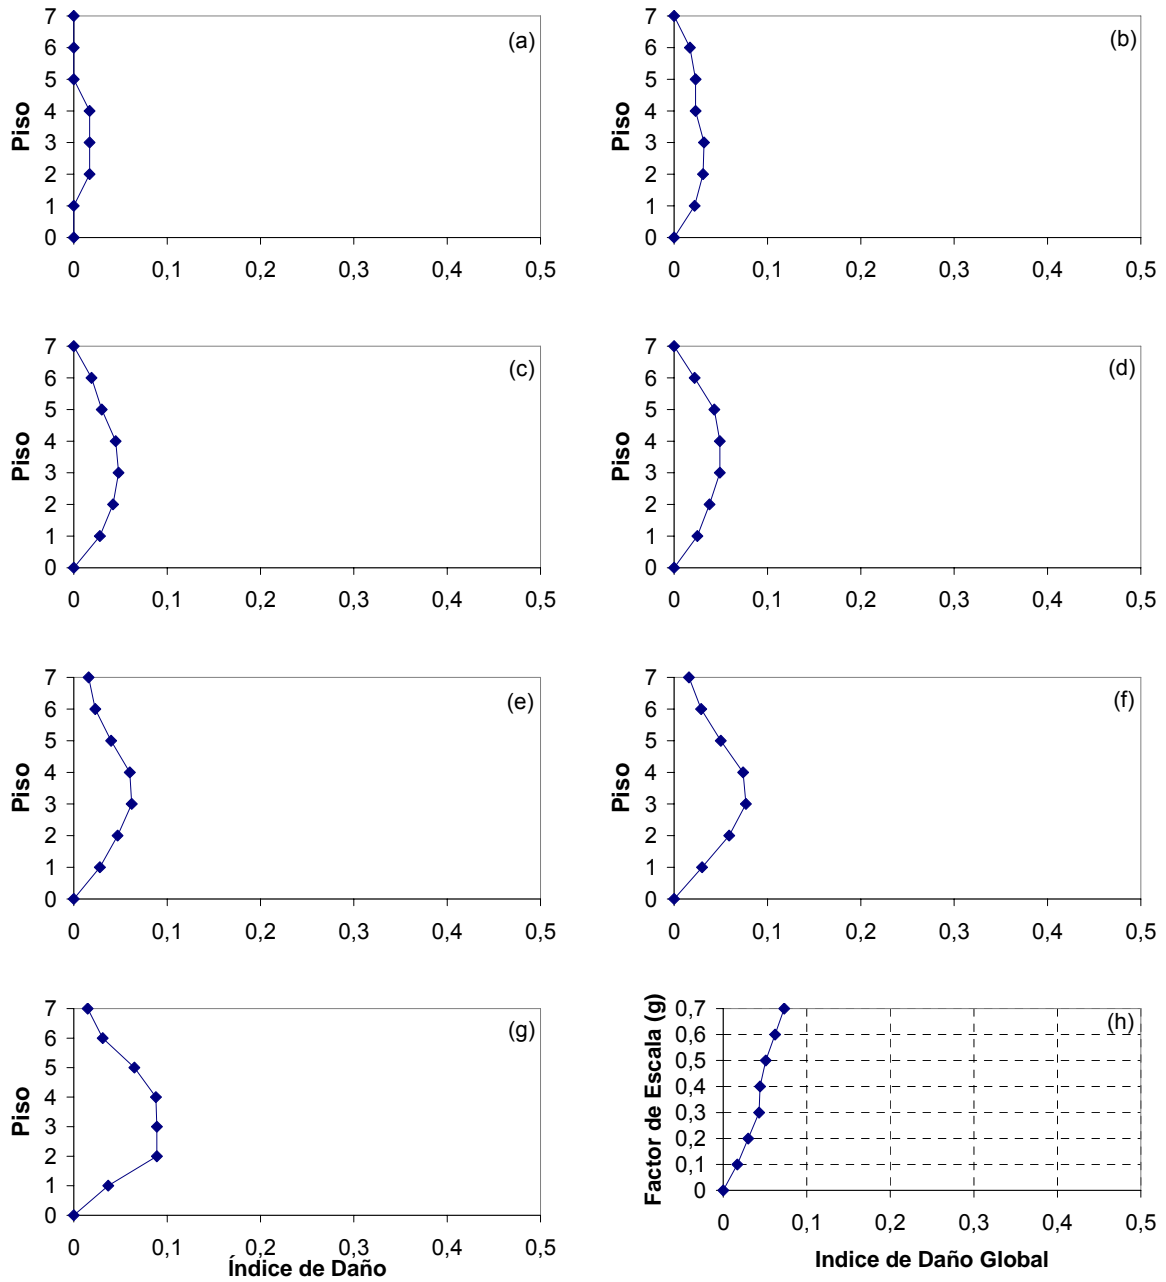 7
6
5
4
3
2
1
0
Piso
(a)
0 0,1 0,2 0,3 0,4 0,5
7
6
5
4
3
2
1
0
Piso
(b)
0 0,1 0,2 0,3 0,4 0,5
7
6
5
4
3
2
1
0
Piso
(c)
0 0,1 0,2 0,3 0,4 0,5
7
6
5
4
3
2
1
0
Piso
(d)
0 0,1 0,2 0,3 0,4 0,5
7
6
5
4
3
2
1
0
Piso
(e)
0 0,1 0,2 0,3 0,4 0,5
7
6
5
4
3
2
1
0
Piso
(f)
0 0,1 0,2 0,3 0,4 0,5
7
6
5
4
3
2
1
0
Piso
(g)
0 0,1 0,2 0,3 0,4 0,5
Índice de Daño
0,7
0,6
0,5
0,4
0,3
0,2
0,1
0
Factor de Escala (g)
(h)
0 0,1 0,2 0,3 0,4 0,5
Indice de Daño Global